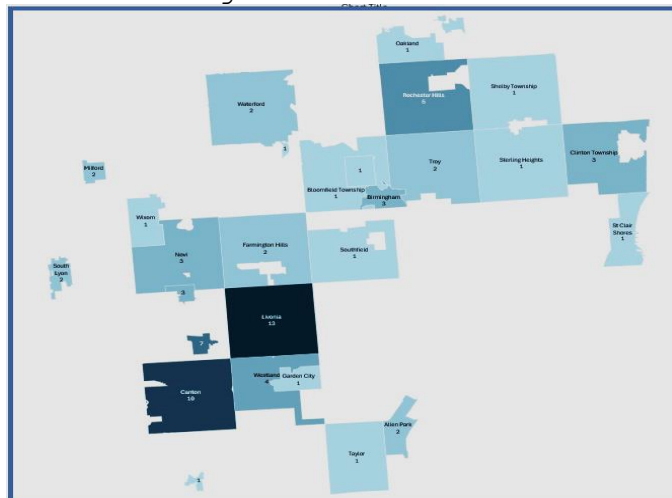 Chart Title
Oakland
1
Rochester Hills
5
Shelby Township
1
Waterford
2
1
Milford
2
Bloomfield Township
1
1
Birmingham
3
Troy
2
Sterling Heights
1
Clinton Township
3
St Clair
Shores
1
Wixom
1
Novi
3
3
Farmington Hills
2
Southfield
1
South
Lyon
2
Livonia
13
7
Canton
10
Westland
4
Garden City
1
Taylor
1
Allen Park
2
1